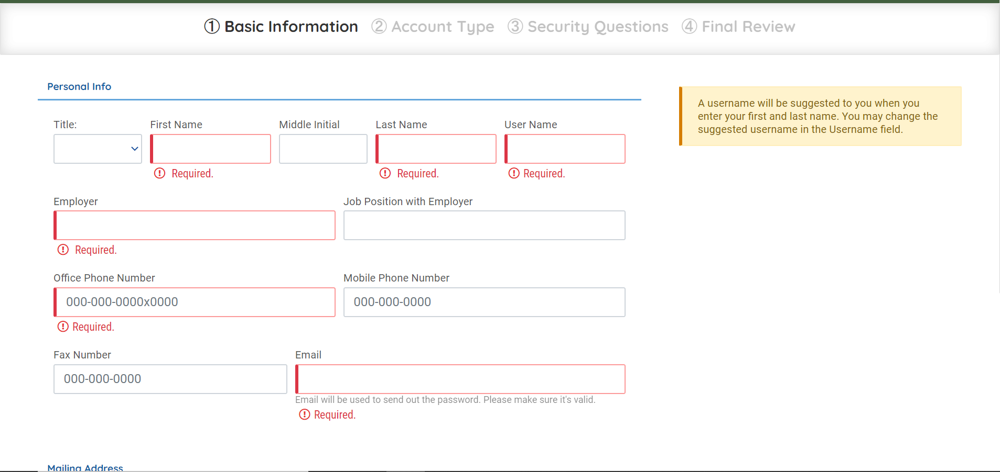 ① Basic Information ② Account Type ③ Security Questions ④ Final Review
Personal Info
A username will be suggested to you when you
enter your first and last name. You may change the
suggested username in the Username field.
Title: First Name Middle Initial Last Name User Name
Required. Required. Required.
Employer Job Position with Employer
Required.
Office Phone Number Mobile Phone Number
000-000-0000x0000 000-000-0000
Required.
Fax Number Email
000-000-0000
Email will be used to send out the password. Please make sure it's valid.
Required.
Mailing Address